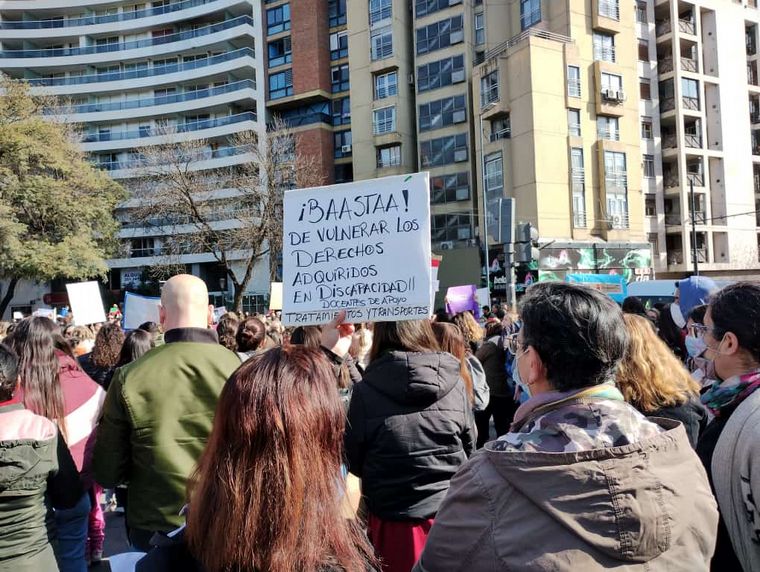 ¡BAASTAA!
DE VULNERAR LOS
DERECHOS
ADQUIRIDOS
EN DISCAPACIDAD!!
DOCENTES DE APOYO
TRATAMIENTOS Y TRANSPORTES